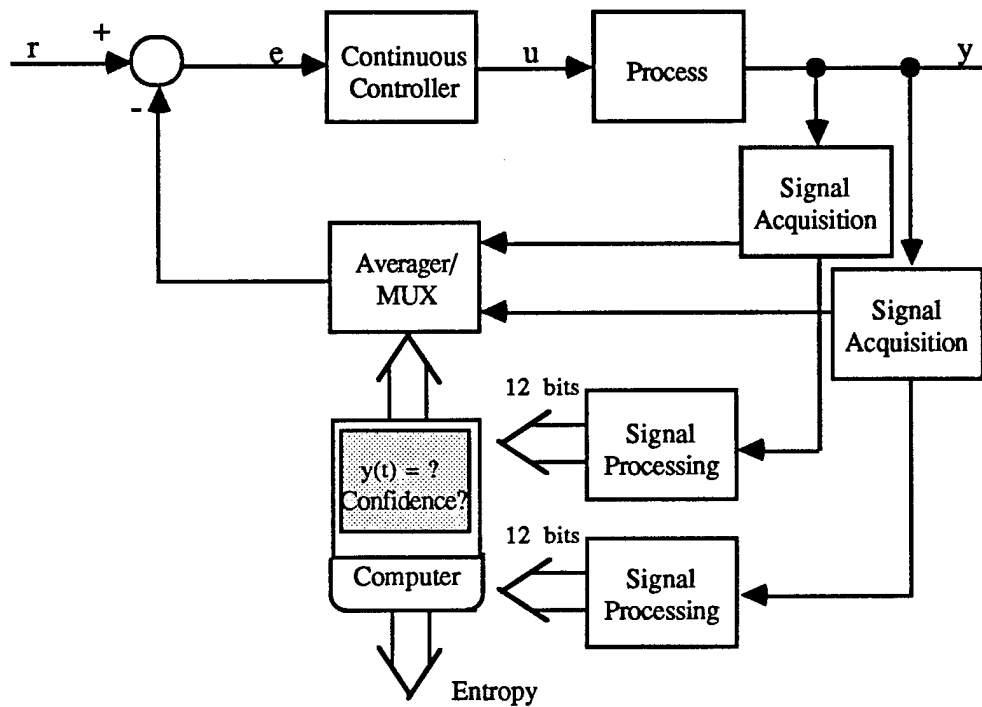 r
+
-
e
Continuous
Controller
u
Process
y
Signal
Acquisition
Averager/
MUX
Signal
Acquisition
12 bits
Signal
Processing
y(t) = ?
Confidence?
12 bits
Computer
Signal
Processing
Entropy